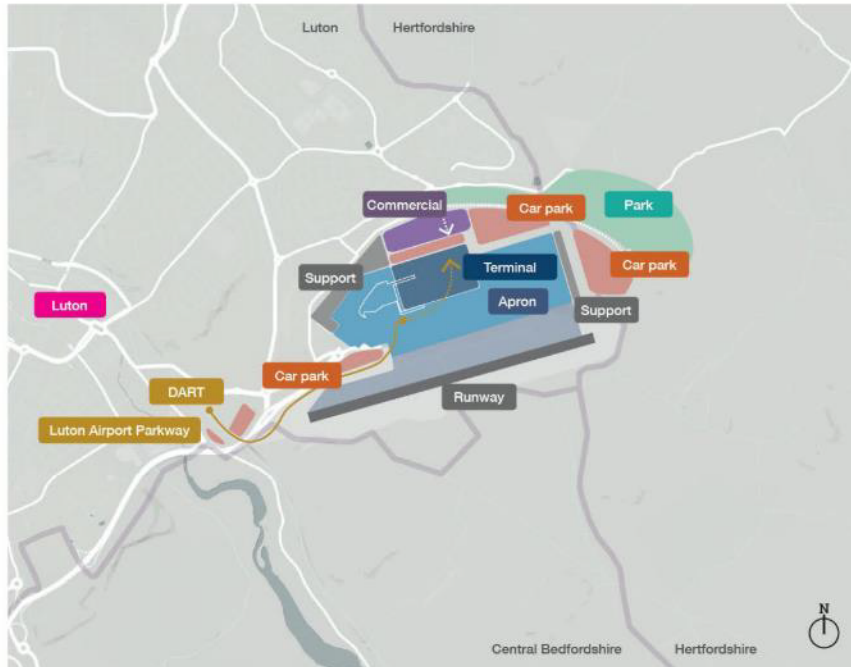 Luton
Hertfordshire
Commercial
Car park
Park
Support
Terminal
Car park
Luton
Apron
Support
Car park
DART
Runway
Luton Airport Parkway
N
Central Bedfordshire
Hertfordshire